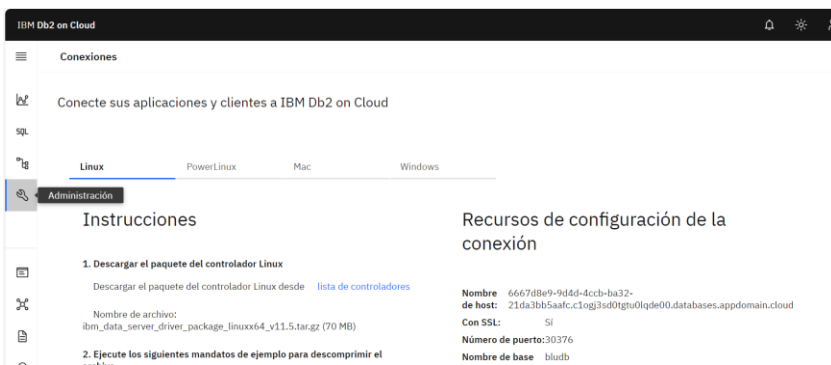 IBM Db2 on Cloud
Conexiones
Conecte sus aplicaciones y clientes a IBM Db2 on Cloud
SQL
Linux PowerLinux Mac Windows
Administración
Instrucciones
1. Descargar el paquete del controlador Linux
Descargar el paquete del controlador Linux desde lista de controladores
Nombre de archivo:
ibm_data_server_driver_package_linuxx64_v11.5.tar.gz (70 MB)
2. Ejecute los siguientes mandatos de ejemplo para descomprimir el
Recursos de configuración de la
conexión
Nombre de host: 6667d8e9-9d4d-4ccb-ba32-
21da3bb5aafc.c1ogj3sd0tgtu0lqde00.databases.appdomain.cloud
Con SSL: Sí
Número de puerto:30376
Nombre de base bludb